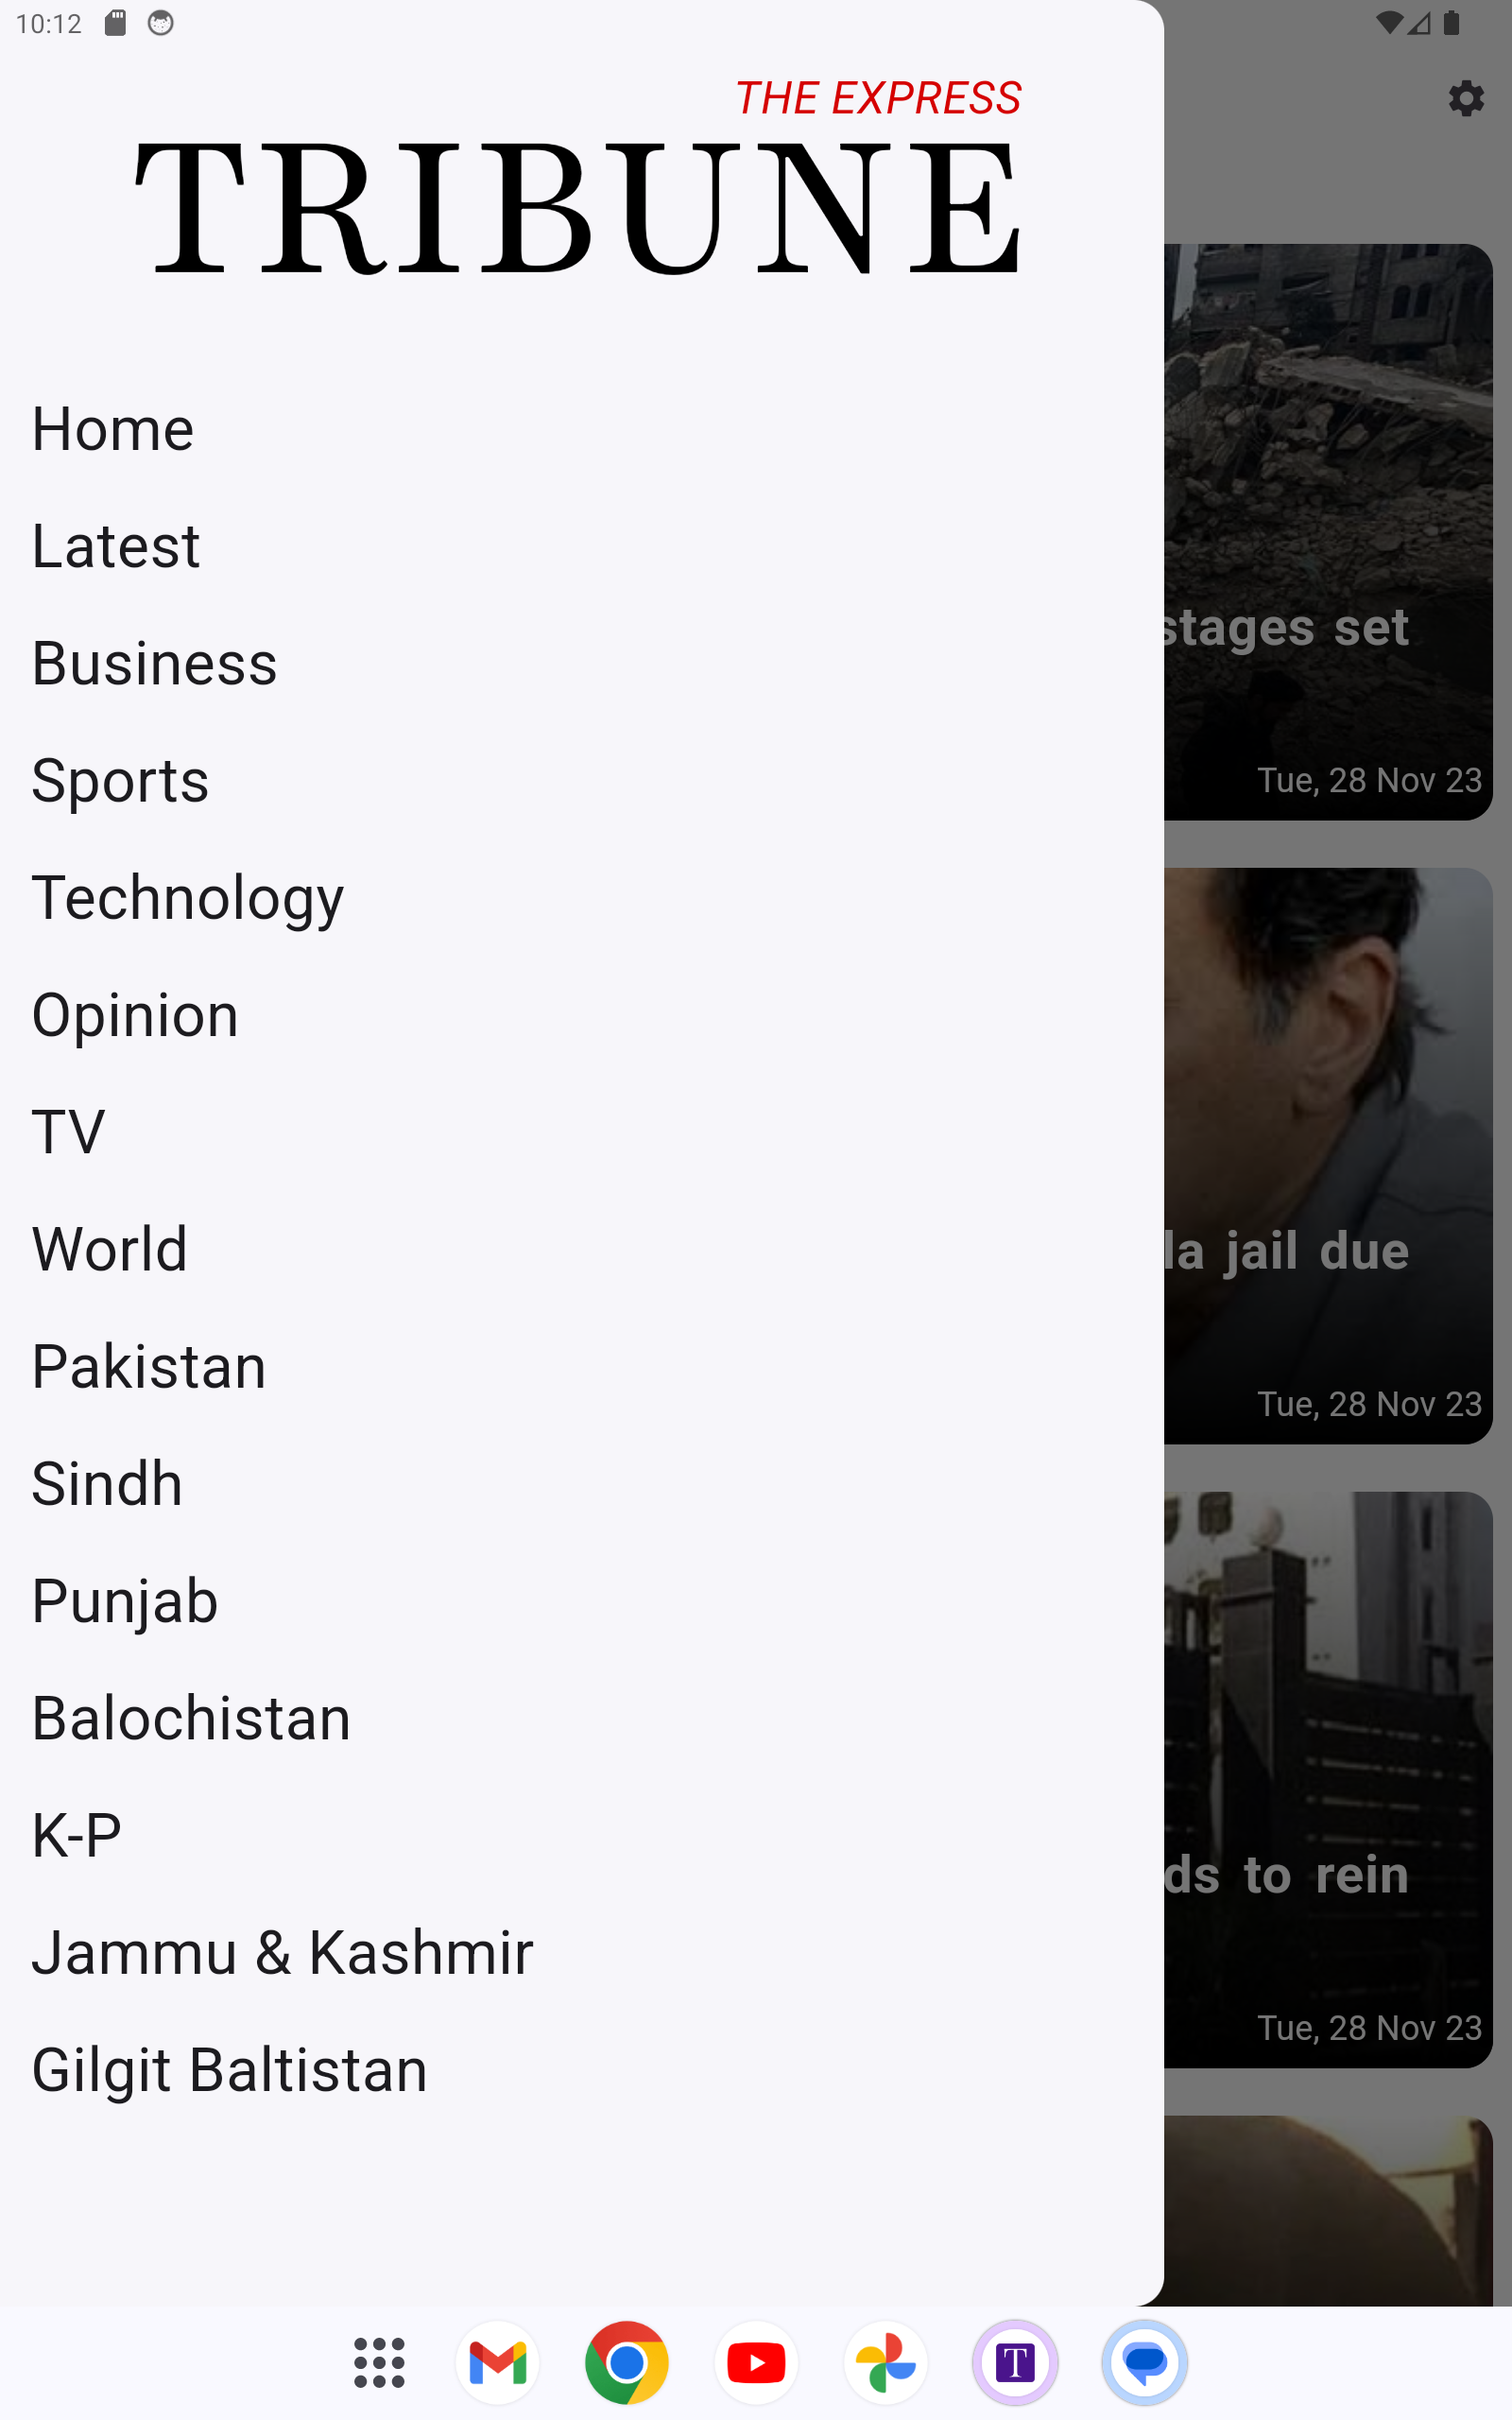 10:12
THE EXPRESS
TRIBUNE
Home
Latest
Business
Sports
Technology
Opinion
TV
World
Pakistan
Sindh
Punjab
Balochistan
K-P
Jammu & Kashmir
Gilgit Baltistan
stages set
Tue, 28 Nov 23
la jail due
Tue, 28 Nov 23
ds to rein
Tue, 28 Nov 23
T